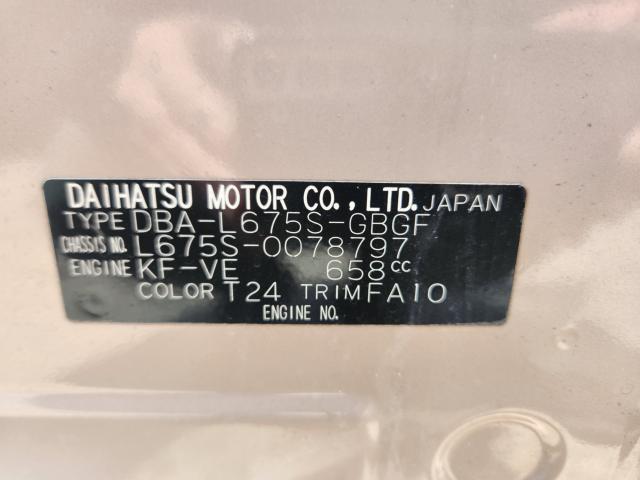 DAIHATSU MOTOR CO.,LTD. JAPAN
TYPE DBA-L675S-GBGF
CHASSIS NO. L675S-0078797
ENGINE KF-VE 658cc
COLOR T24 TRIM FA10
ENGINE NO.